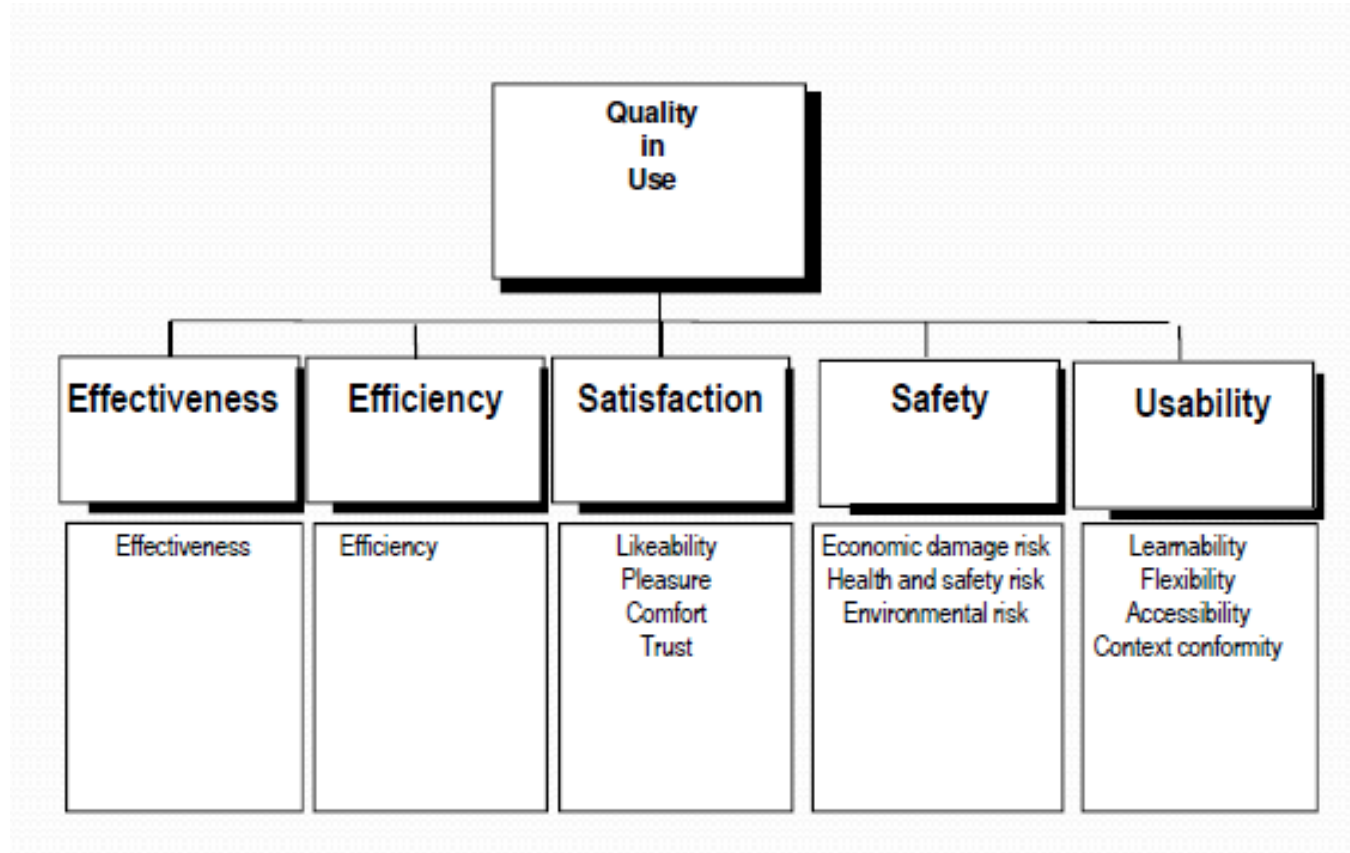 Quality
in
Use
Effectiveness
Efficiency
Satisfaction
Safety
Usability
Effectiveness
Efficiency
Likeability
Pleasure
Comfort
Trust
Economic damage risk
Health and safety risk
Environmental risk
Learnability
Flexibility
Accessibility
Context conformity